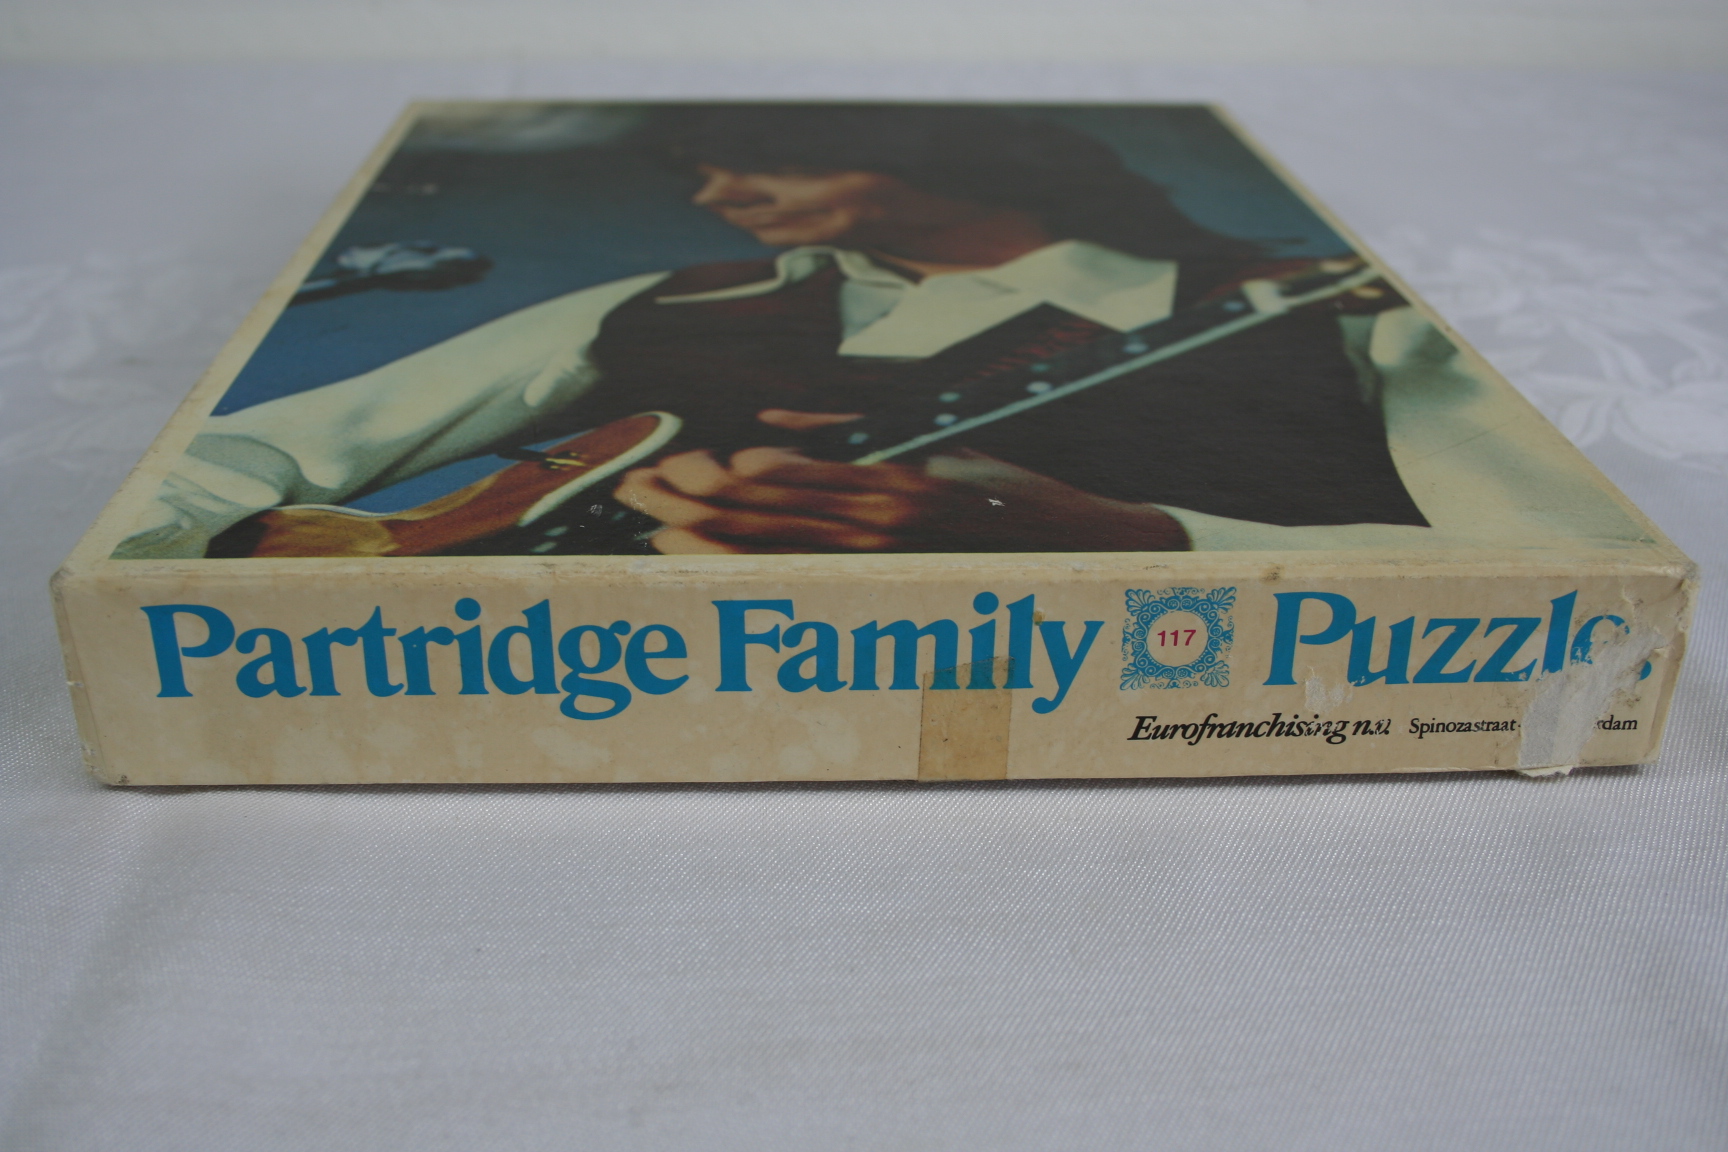 Partridge Family 117 Puzzle.
Eurofranchising n.v. Spinozastraat